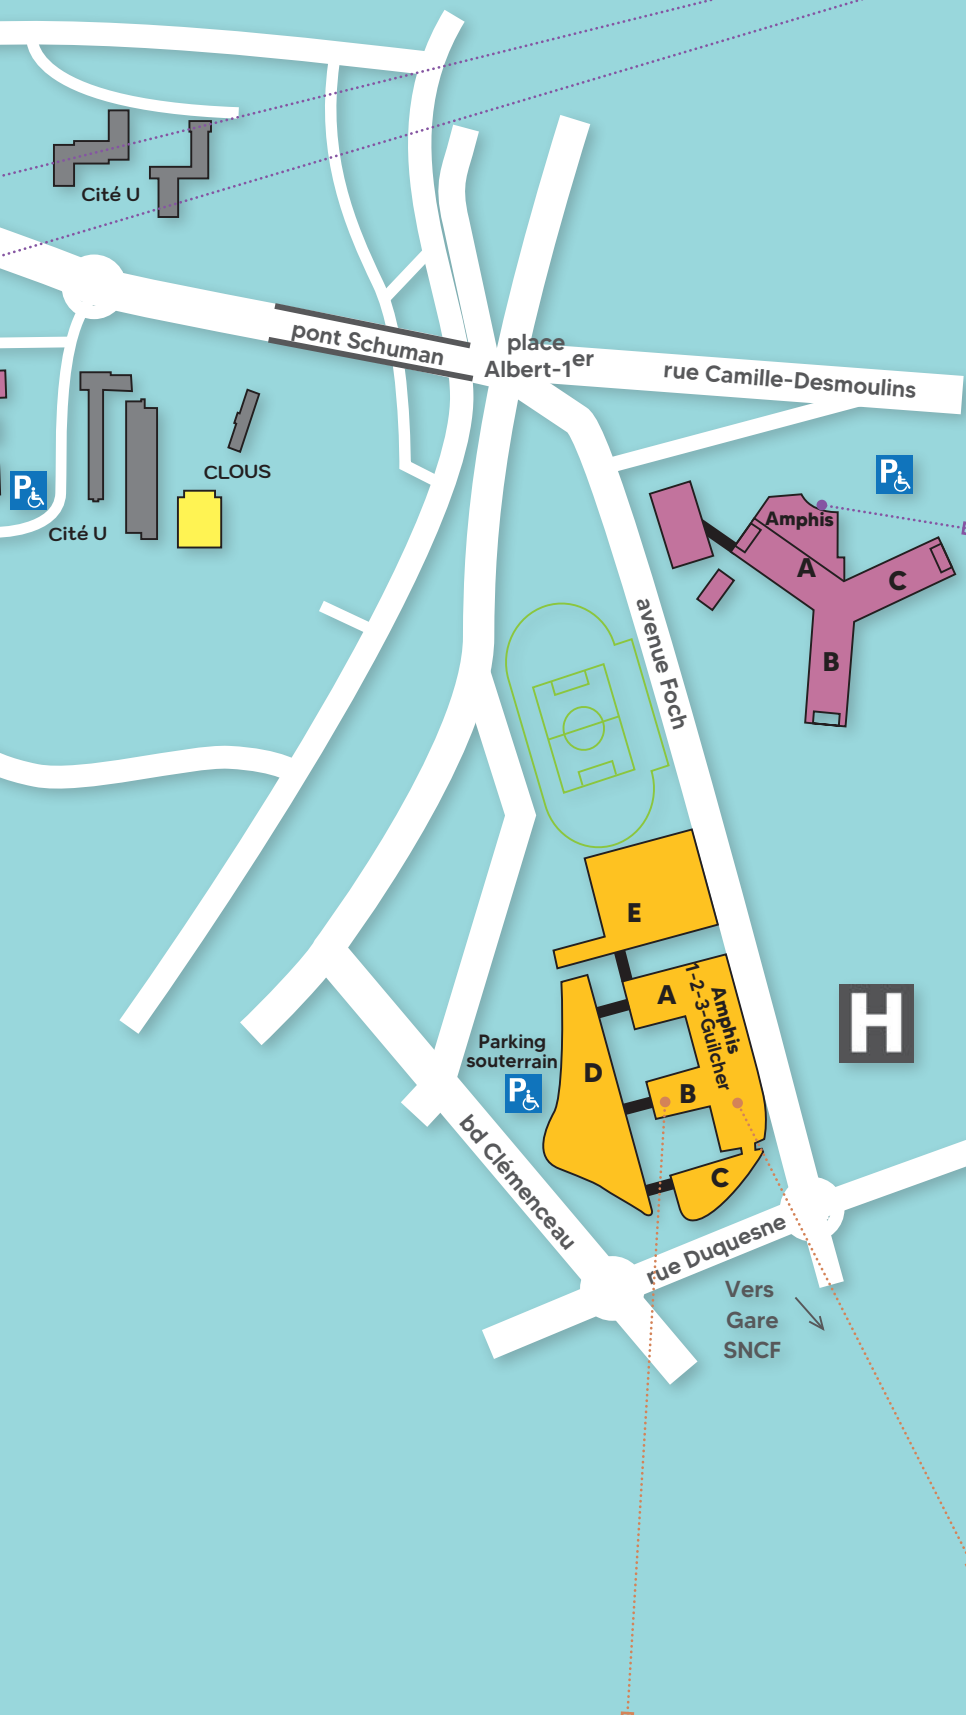 Cité U
pont Schuman
place
Albert-1er
rue Camille-Desmoulins
CLOUS
P
P
Cité U
Amphis
A
C
B
avenue Foch
E
A
Amphis
1-2-3-Guilcher
H
Parking
souterrain
P
D
B
C
bd Clémenceau
rue Duquesne
Vers
Gare
SNCF